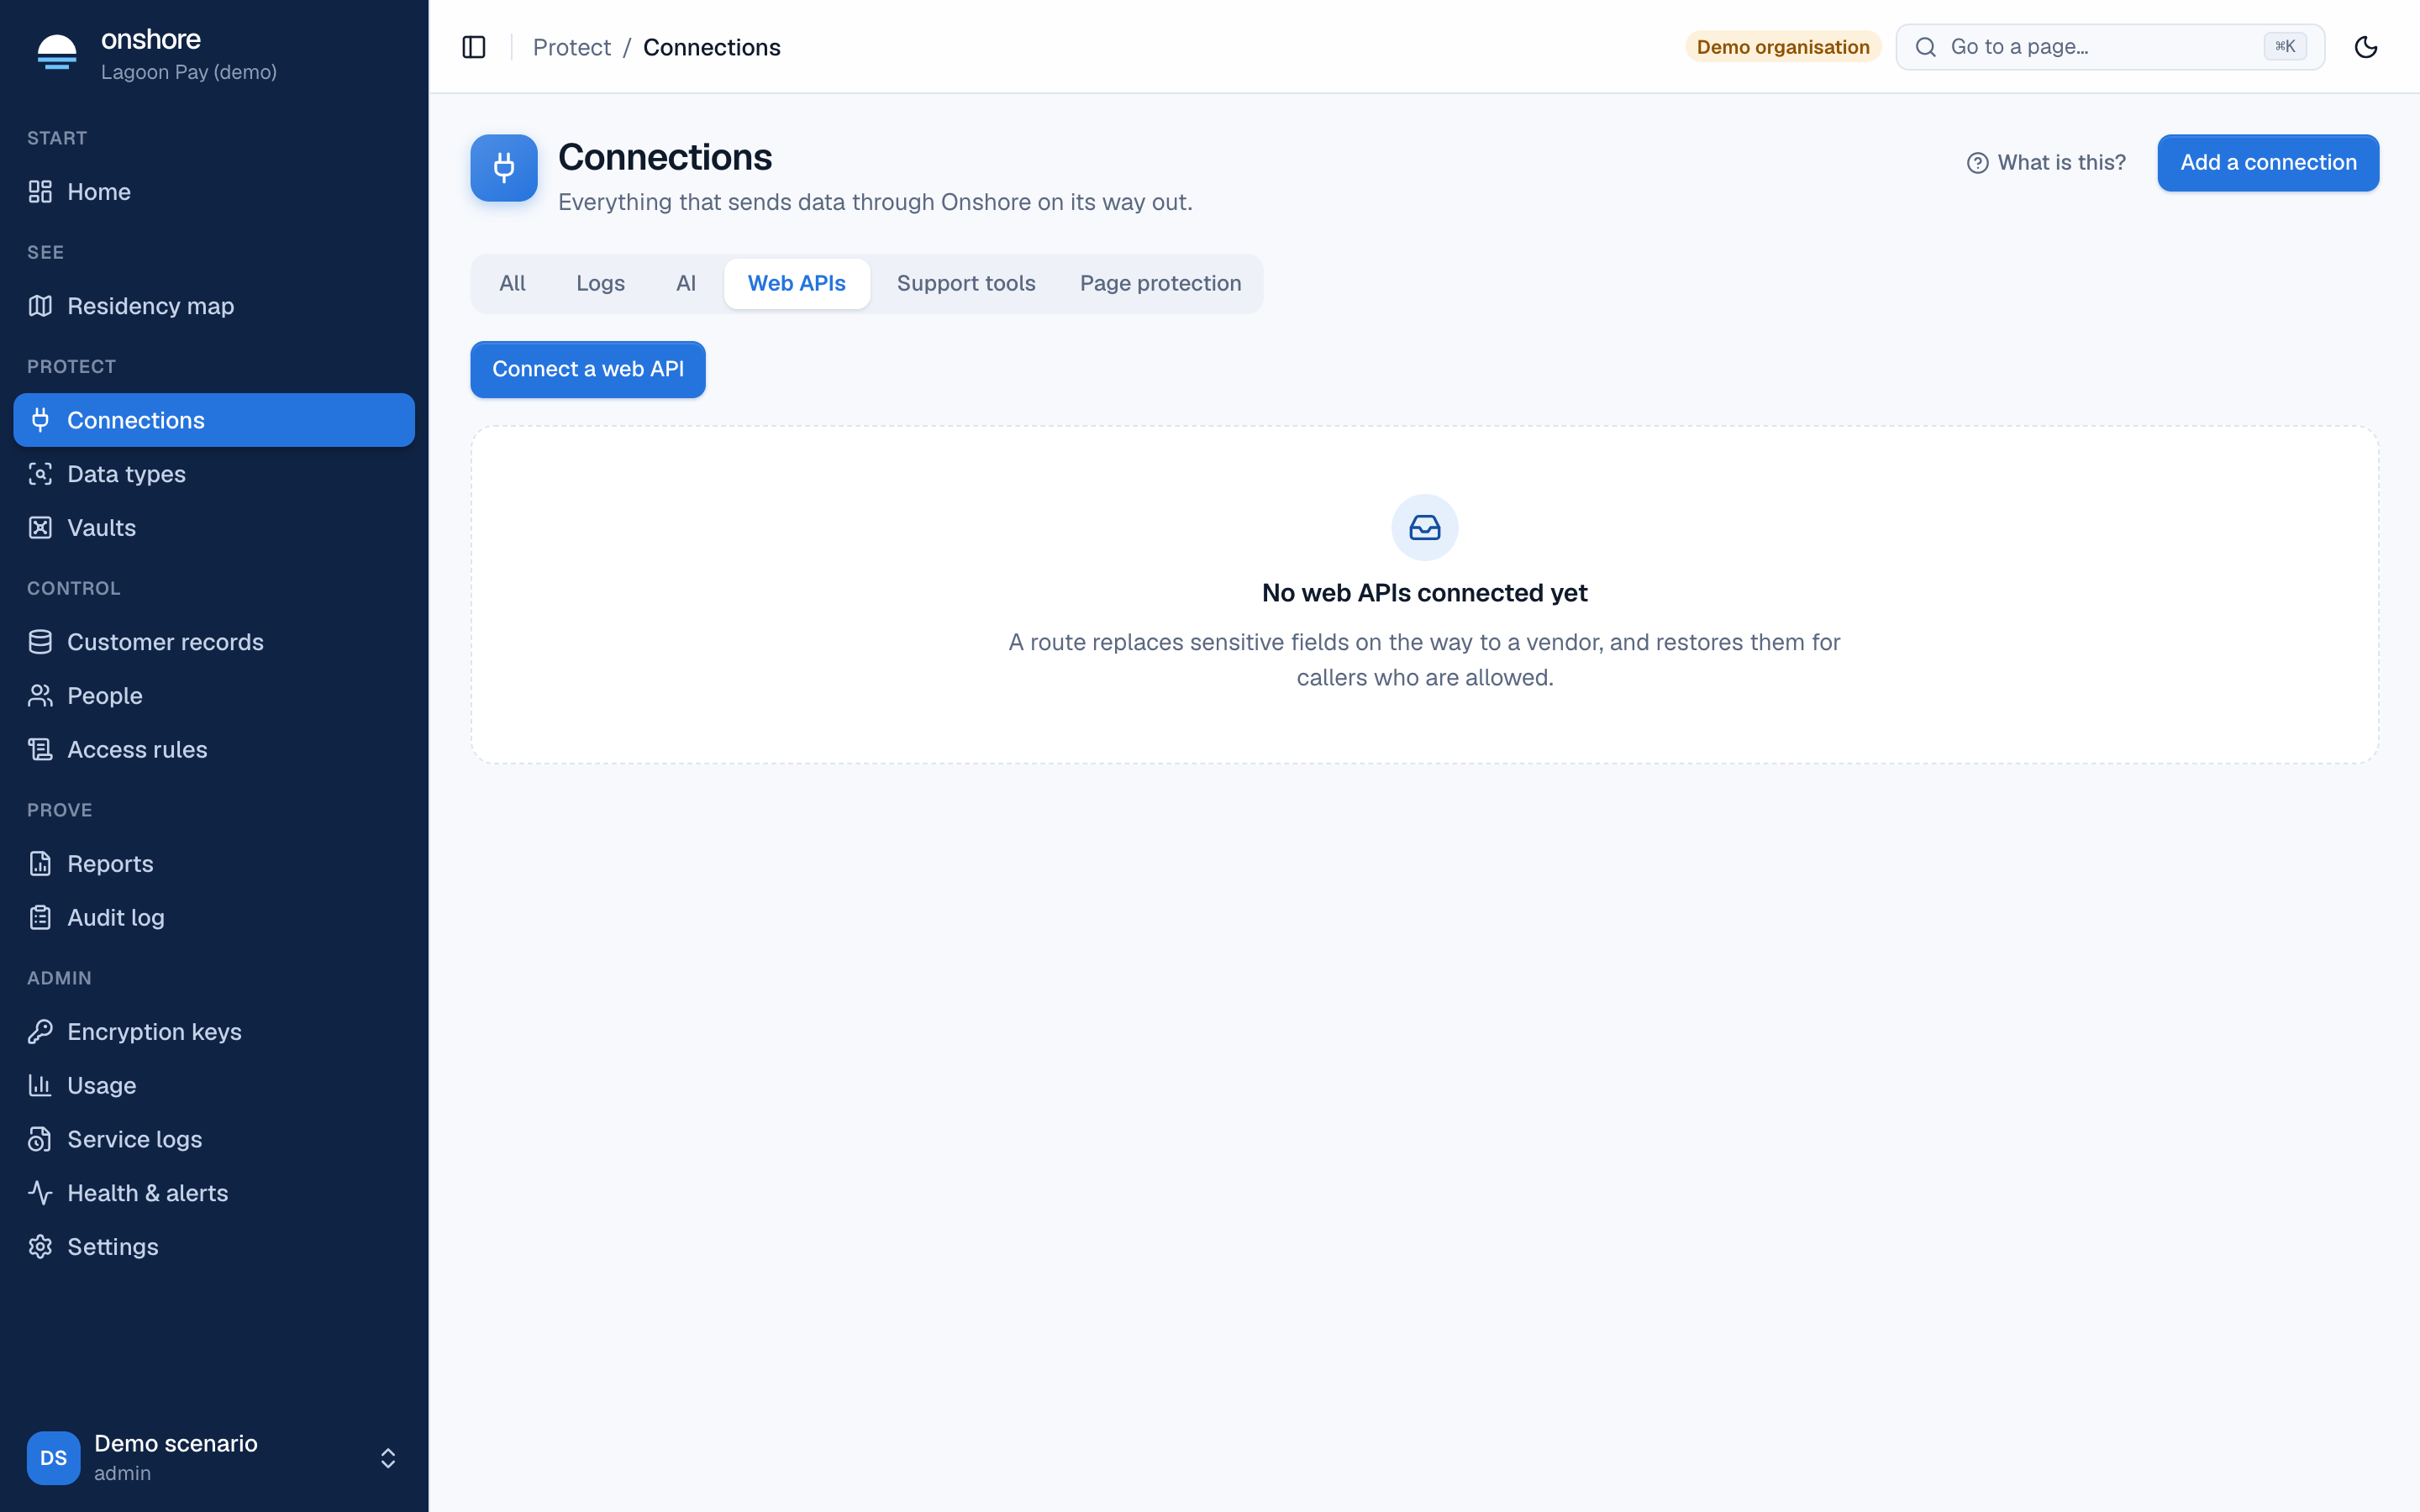 onshore
Lagoon Pay (demo)
START
Home
SEE
Residency map
PROTECT
Connections
Data types
Vaults
CONTROL
Customer records
People
Access rules
PROVE
Reports
Audit log
ADMIN
Encryption keys
Usage
Service logs
Health & alerts
Settings
DS
Demo scenario
admin
Protect / Connections
Demo organisation
Go to a page...
⌘K
Connections
Everything that sends data through Onshore on its way out.
What is this?
Add a connection
All
Logs
AI
Web APIs
Support tools
Page protection
Connect a web API
No web APIs connected yet
A route replaces sensitive fields on the way to a vendor, and restores them for
callers who are allowed.